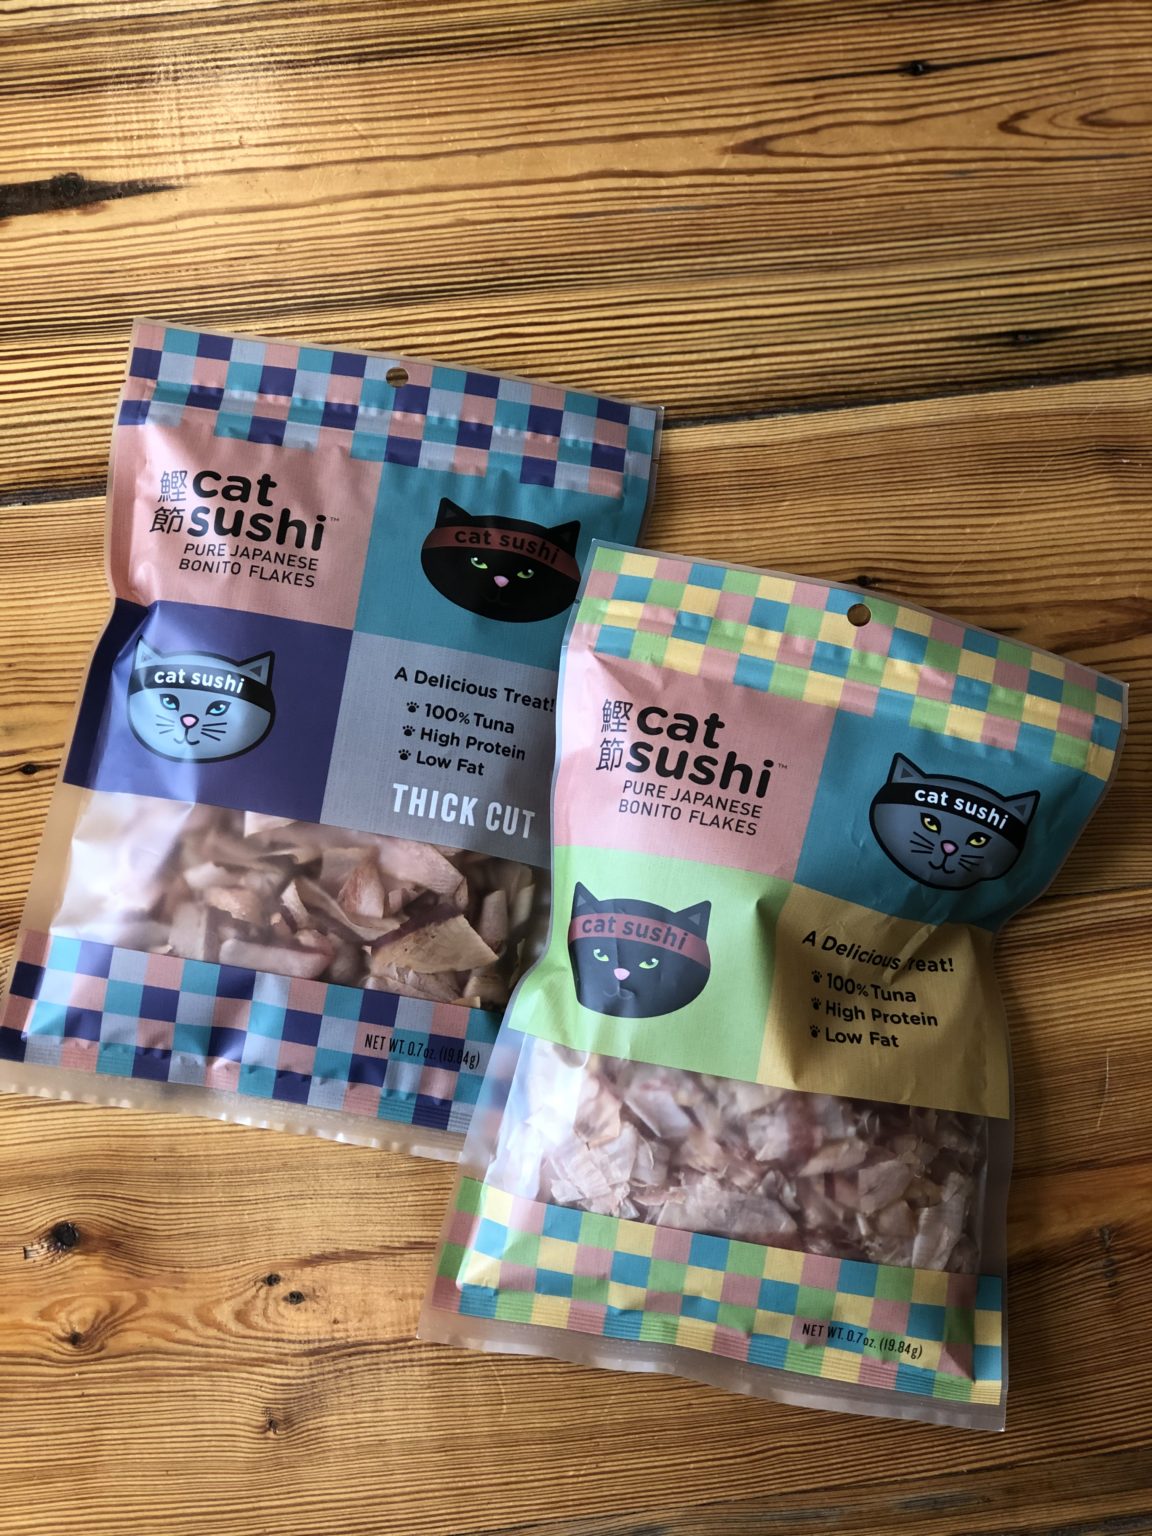 鰹 cat
節 sushi™
PURE JAPANESE
BONITO FLAKES
cat sushi
cat sushi
A Delicious Treat!
100% Tuna
High Protein
Low Fat
THICK CUT
NET WT. 0.7oz. (19.84g)
鰹 cat
節 sushi™
PURE JAPANESE
BONITO FLAKES
cat sushi
cat sushi
A Delicious Treat!
100% Tuna
High Protein
Low Fat
NET WT. 0.7oz. (19.84g)